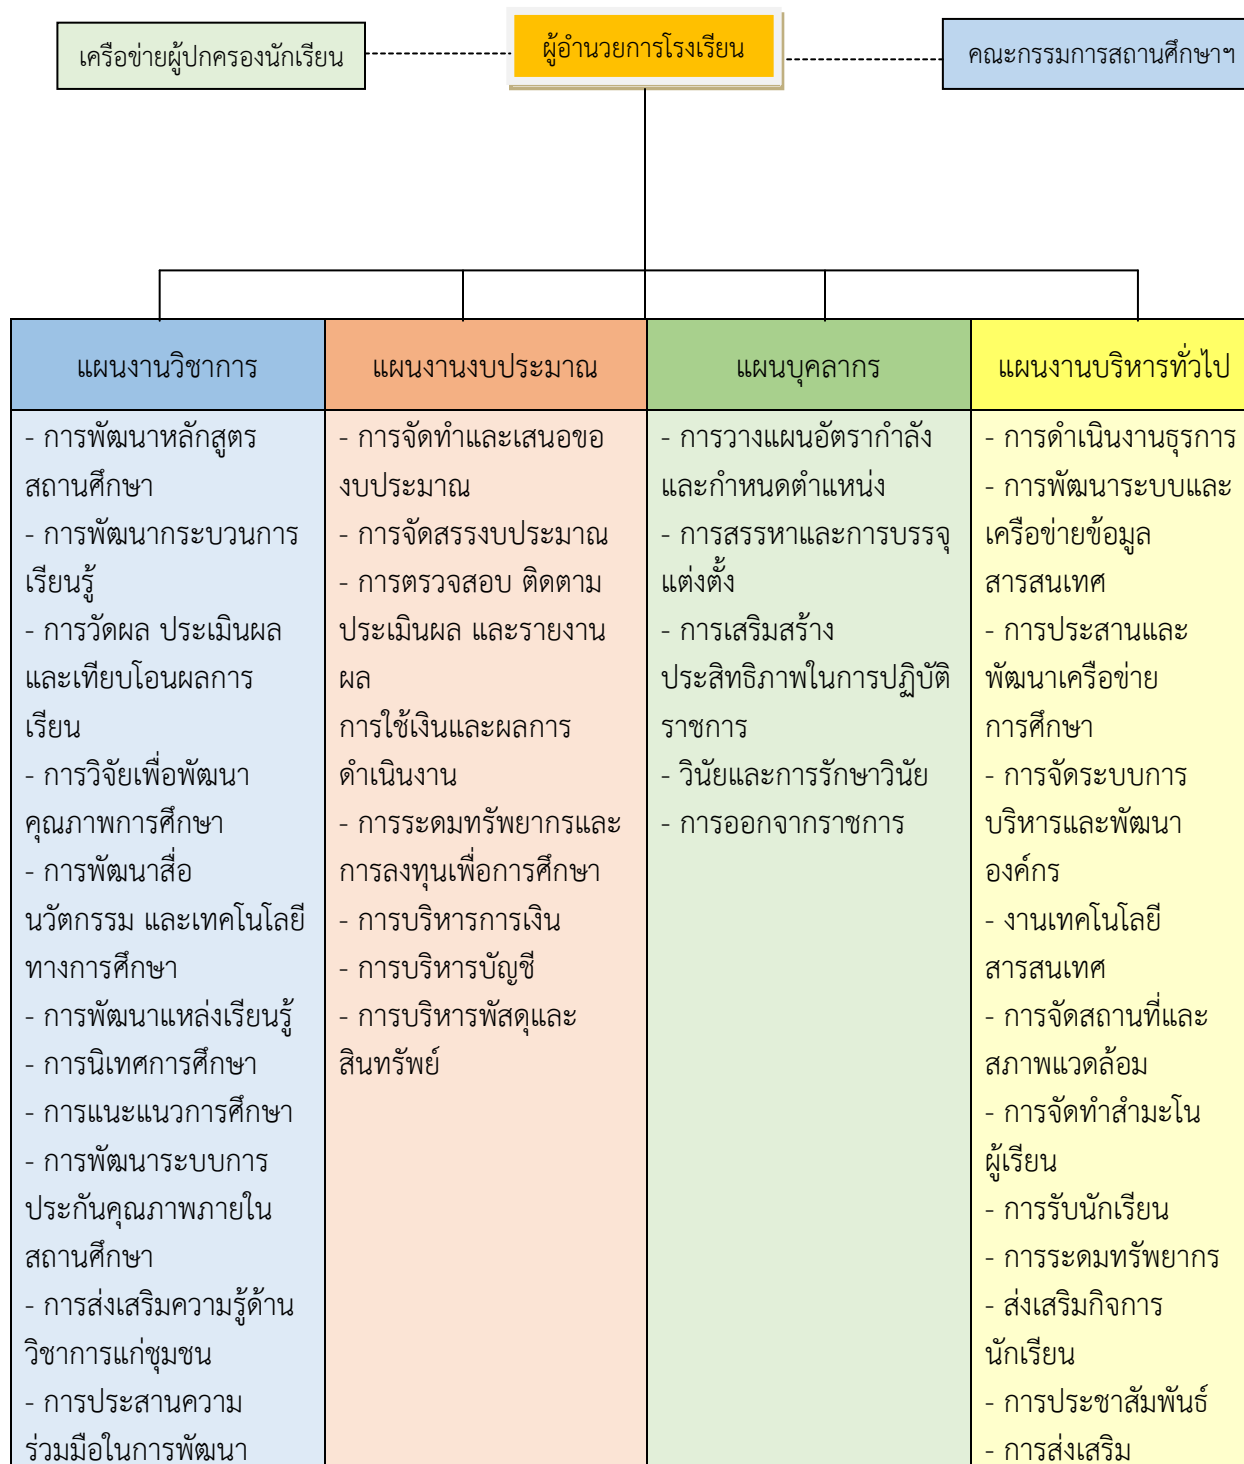 เครือข่ายผู้ปกครองนักเรียน
ผู้อำนวยการโรงเรียน
คณะกรรมการสถานศึกษาฯ
แผนงานวิชาการ
- การพัฒนาหลักสูตร
สถานศึกษา
- การพัฒนากระบวนการ
เรียนรู้
- การวัดผล ประเมินผล
และเทียบโอนผลการ
เรียน
- การวิจัยเพื่อพัฒนา
คุณภาพการศึกษา
- การพัฒนาสื่อ
นวัตกรรม และเทคโนโลยี
ทางการศึกษา
- การพัฒนาแหล่งเรียนรู้
- การนิเทศการศึกษา
- การแนะแนวการศึกษา
- การพัฒนาระบบการ
ประกันคุณภาพภายใน
สถานศึกษา
- การส่งเสริมความรู้ด้าน
วิชาการแก่ชุมชน
- การประสานความ
ร่วมมือในการพัฒนา
แผนงานงบประมาณ
- การจัดทำและเสนอขอ
งบประมาณ
- การจัดสรรงบประมาณ
- การตรวจสอบ ติดตาม
ประเมินผล และรายงาน
ผล
การใช้เงินและผลการ
ดำเนินงาน
- การระดมทรัพยากรและ
การลงทุนเพื่อการศึกษา
- การบริหารการเงิน
- การบริหารบัญชี
- การบริหารพัสดุและ
สินทรัพย์
แผนบุคลากร
- การวางแผนอัตรากำลัง
และกำหนดตำแหน่ง
- การสรรหาและการบรรจุ
แต่งตั้ง
- การเสริมสร้าง
ประสิทธิภาพในการปฏิบัติ
ราชการ
- วินัยและการรักษาวินัย
- การออกจากราชการ
แผนงานบริหารทั่วไป
- การดำเนินงานธุรการ
- การพัฒนาระบบและ
เครือข่ายข้อมูล
สารสนเทศ
- การประสานและ
พัฒนาเครือข่าย
การศึกษา
- การจัดระบบการ
บริหารและพัฒนา
องค์กร
- งานเทคโนโลยี
สารสนเทศ
- การจัดสถานที่และ
สภาพแวดล้อม
- การจัดทำสำมะโน
ผู้เรียน
- การรับนักเรียน
- การระดมทรัพยากร
- ส่งเสริมกิจการ
นักเรียน
- การประชาสัมพันธ์
- การส่งเสริม